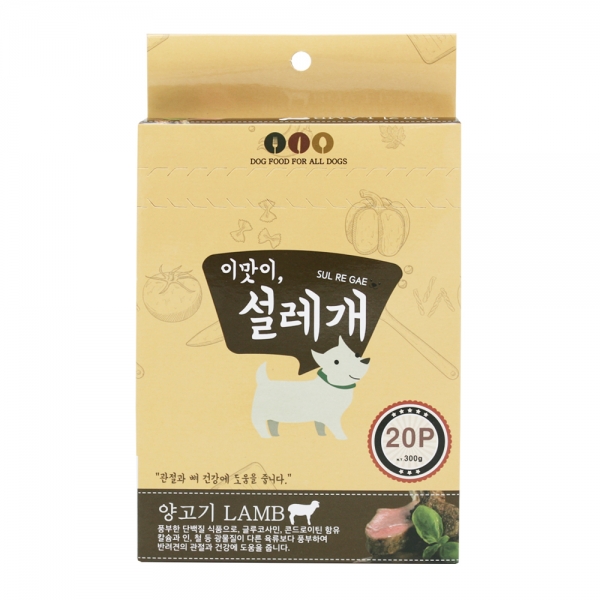 DOG FOOD FOR ALL DOGS
이맛이,
SUL RE GAE
설레개
20P
300g
"관절과 뼈 건강에 도움을 줍니다."
양고기 LAMB
풍부한 단백질 식품으로, 글루코사민, 콘드로이틴 함유
칼슘과 인, 철 등 광물질이 다른 육류보다 풍부하여
반려견의 관절과 건강에 도움을 줍니다.